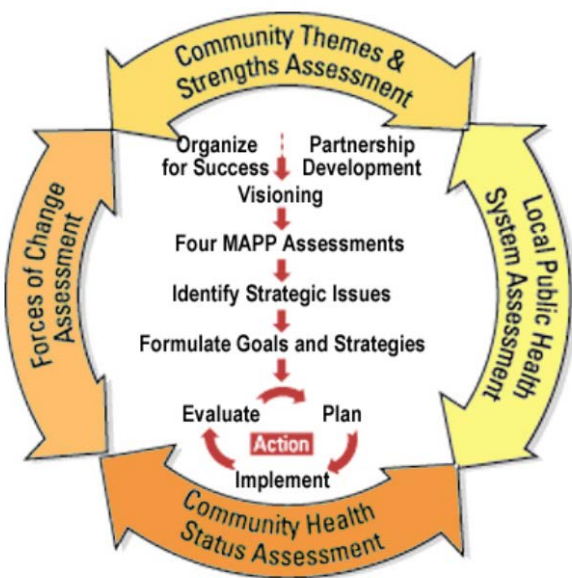 Community Themes &
Strengths Assessment
Organize
for Success
Partnership
Development
Visioning
Four MAPP Assessments
Identify Strategic Issues
Formulate Goals and Strategies
Evaluate
Plan
Action
Implement
Forces of Change
Assessment
Local Public Health
System Assessment
Community Health
Status Assessment